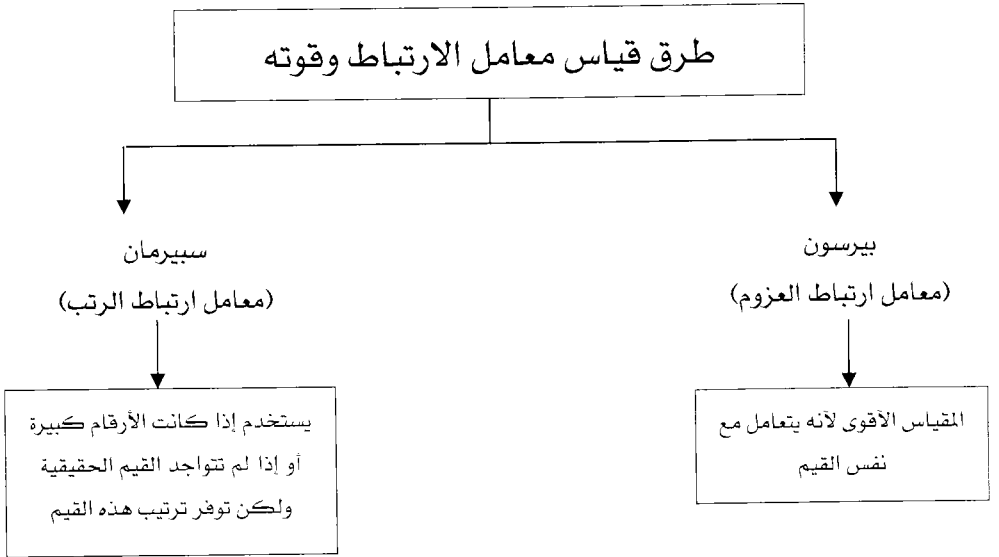 طرق قياس معامل الارتباط وقوته
بيرسون
(معامل ارتباط العزوم)
المقياس الأقوى لأنه يتعامل مع
نفس القيم
سبيرمان
(معامل ارتباط الرتب)
يستخدم إذا كانت الأرقام كبيرة
أو إذا لم تتواجد القيم الحقيقية
ولكن توفر ترتيب هذه القيم